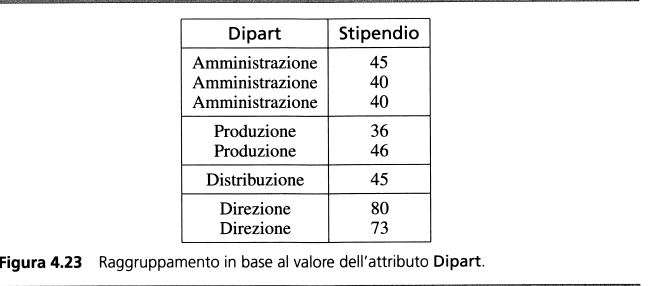 Dipart Stipendio
Amministrazione 45
Amministrazione 40
Amministrazione 40
Produzione 36
Produzione 46
Distribuzione 45
Direzione 80
Direzione 73
Figura 4.23 Raggruppamento in base al valore dell'attributo Dipart.